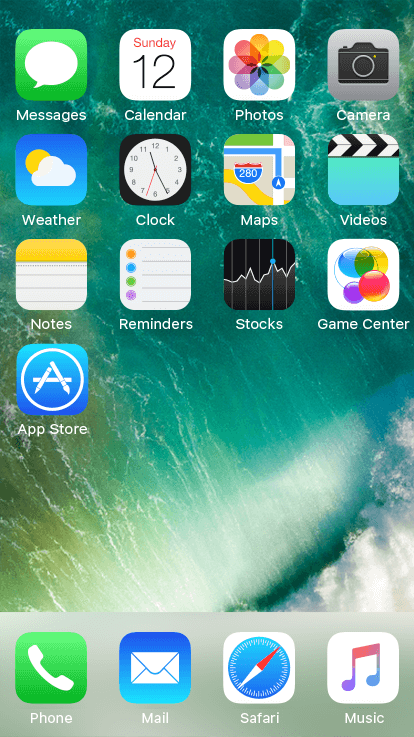 Sunday
12
Messages
Calendar
Photos
Camera
280
Weather
Clock
Maps
Videos
Notes
Reminders
Stocks
Game Center
App Store
Phone
Mail
Safari
Music